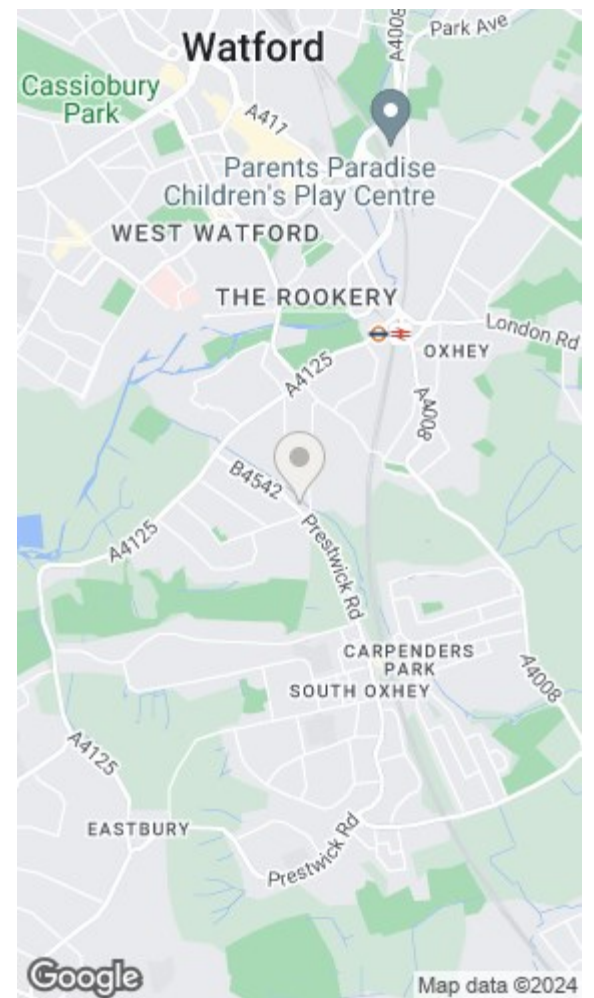 Park Ave
A4008
Watford
Cassiobury
Park
A417
Parents Paradise
Children's Play Centre
WEST WATFORD
THE ROOKERY
London Rd
OXHEY
A4125
A4008
B4542
Prestwick Rd
A4125
CARPENDERS
PARK
SOUTH OXHEY
A4008
A4125
EASTBURY
Prestwick Rd
Google
Map data ©2024